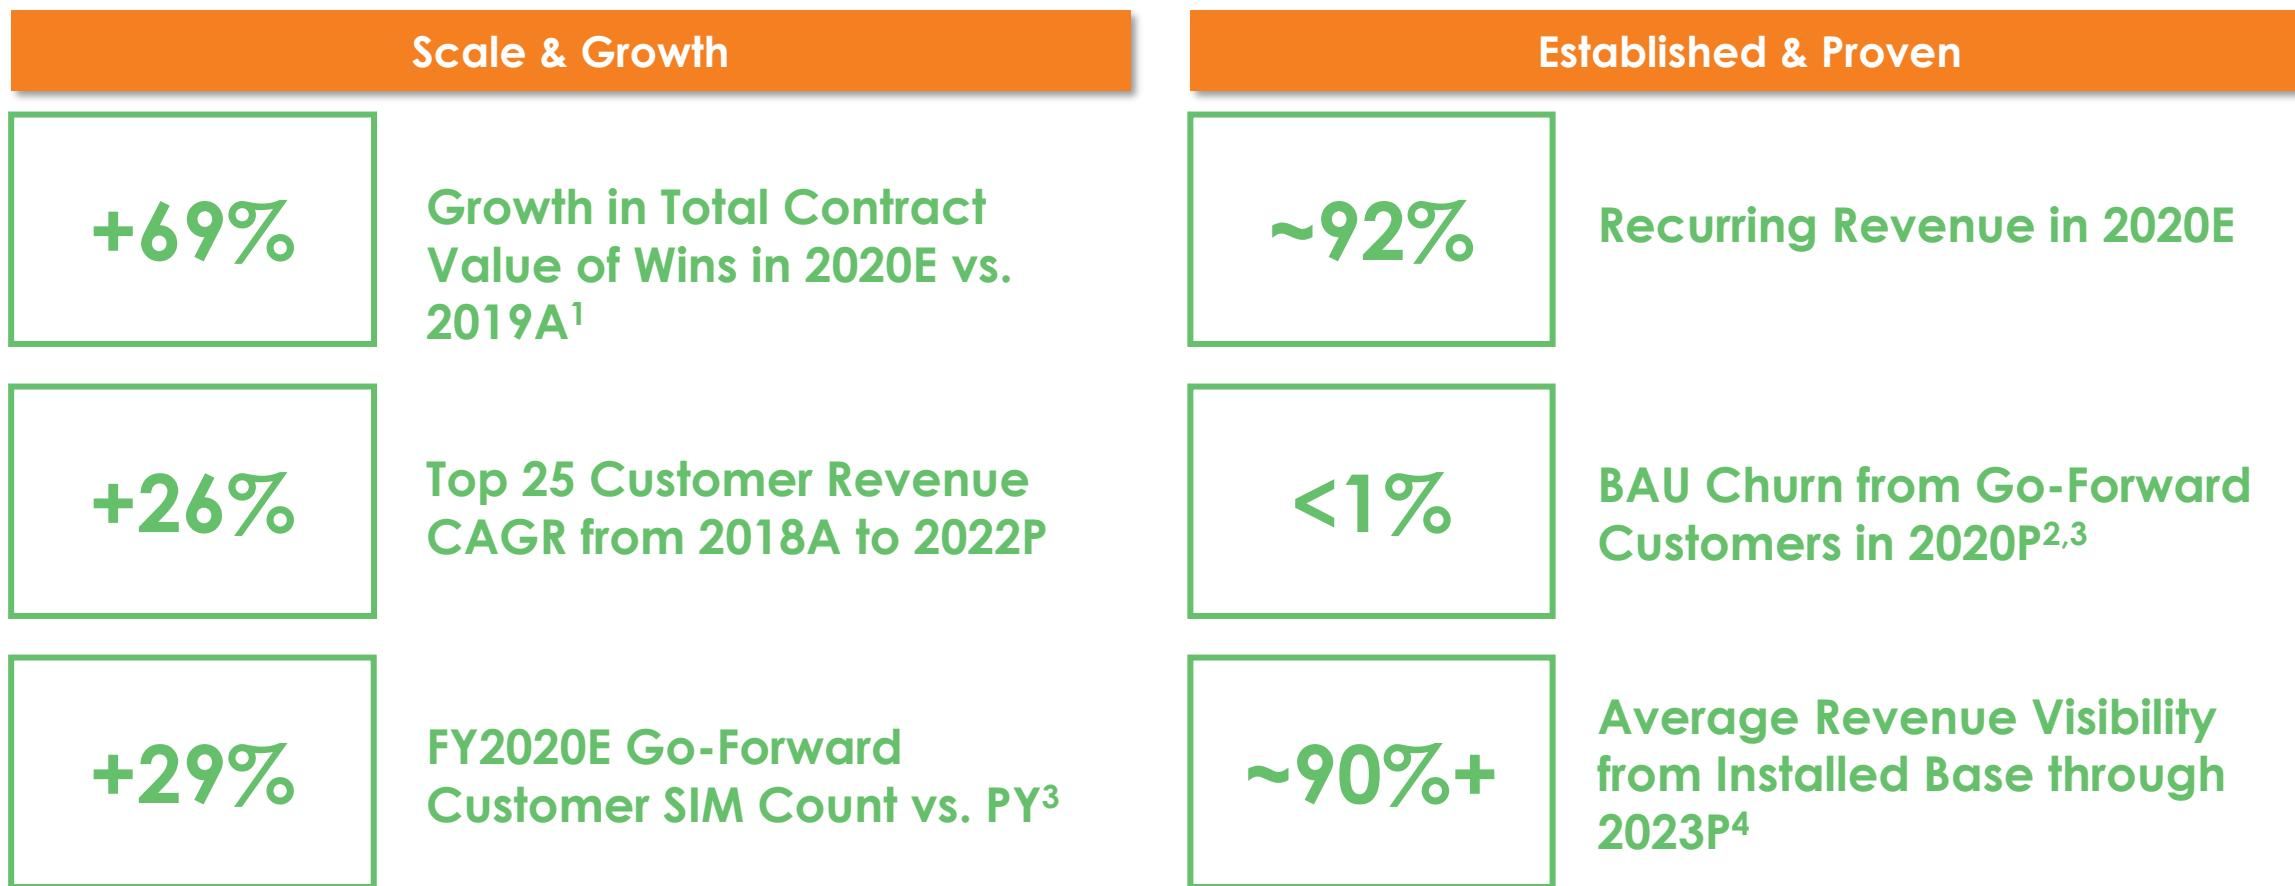 Scale & Growth
+69%
Growth in Total Contract
Value of Wins in 2020E vs.
2019A¹
+26%
Top 25 Customer Revenue
CAGR from 2018A to 2022P
+29%
FY2020E Go-Forward
Customer SIM Count vs. PY³
Established & Proven
~92%
Recurring Revenue in 2020E
<1%
BAU Churn from Go-Forward
Customers in 2020P²,³
~90%+
Average Revenue Visibility
from Installed Base through
2023P⁴